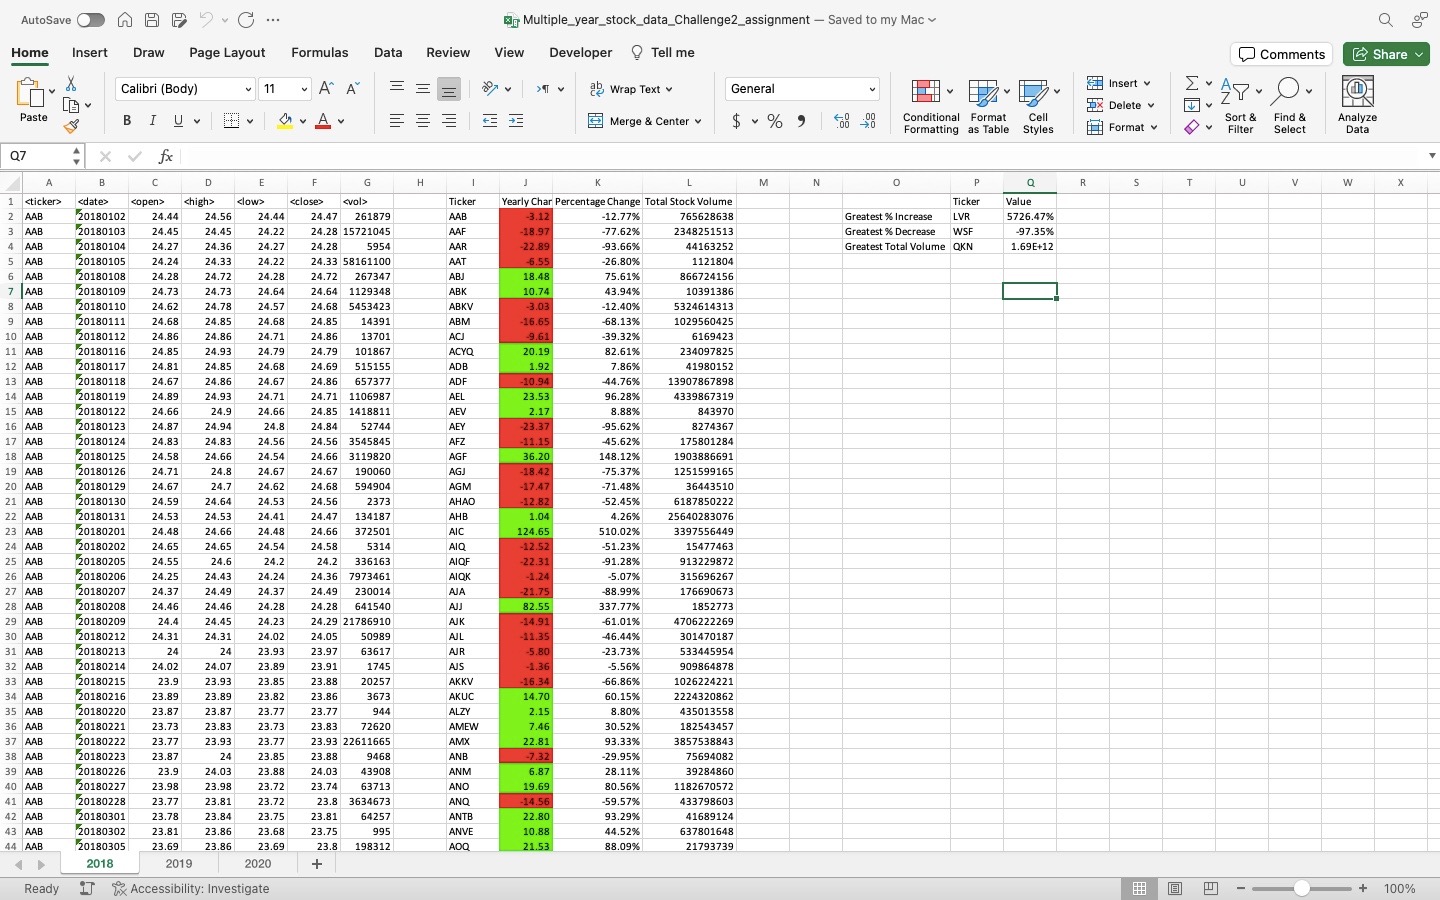 AutoSave
Multiple_year_stock_data_Challenge2_assignment — Saved to my Mac
Home Insert Draw Page Layout Formulas Data Review View Developer Tell me Comments Share
Calibri (Body) 11 A A ab Wrap Text General Insert Σ
Paste B I U A Merge & Center $ % Conditional Formatting Format as Table Cell Styles Delete Format Sort & Filter Find & Select Analyze Data
Q7 fx
A B C D E F G H I J K L M N O P Q R S T U V W X
1 <ticker> <date> <open> <high> <low> <close> <vol> Ticker Yearly Char Percentage Change Total Stock Volume Ticker Value
2 AAB 20180102 24.44 24.56 24.44 24.47 261879 AAB -3.12 -12.77% 765628638 Greatest % Increase LVR 5726.47%
3 AAB 20180103 24.45 24.45 24.22 24.28 15721045 AAF -18.97 -77.62% 2348251513 Greatest % Decrease WSF -97.35%
4 AAB 20180104 24.27 24.36 24.27 24.28 5954 AAR -22.89 -93.66% 44163252 Greatest Total Volume QKN 1.69E+12
5 AAB 20180105 24.24 24.33 24.22 24.33 58161100 AAT -6.55 -26.80% 1121804
6 AAB 20180108 24.28 24.72 24.28 24.72 267347 ABJ 18.48 75.61% 866724156
7 AAB 20180109 24.73 24.73 24.64 24.64 1129348 ABK 10.74 43.94% 10391386
8 AAB 20180110 24.62 24.78 24.57 24.68 5453423 ABKV -3.03 -12.40% 5324614313
9 AAB 20180111 24.68 24.85 24.68 24.85 14391 ABM -16.65 -68.13% 1029560425
10 AAB 20180112 24.86 24.86 24.71 24.86 13701 ACJ -9.61 -39.32% 6169423
11 AAB 20180116 24.85 24.93 24.79 24.79 101867 ACYQ 20.19 82.61% 234097825
12 AAB 20180117 24.81 24.85 24.68 24.69 515155 ADB 1.92 7.86% 41980152
13 AAB 20180118 24.67 24.86 24.67 24.86 657377 ADF -10.94 -44.76% 13907867898
14 AAB 20180119 24.89 24.93 24.71 24.71 1106987 AEL 23.53 96.28% 4339867319
15 AAB 20180122 24.66 24.9 24.66 24.85 1418811 AEV 2.17 8.88% 843970
16 AAB 20180123 24.87 24.94 24.8 24.84 52744 AEY -23.37 -95.62% 8274367
17 AAB 20180124 24.83 24.83 24.56 24.56 3545845 AFZ -11.15 -45.62% 175801284
18 AAB 20180125 24.58 24.66 24.54 24.66 3119820 AGF 36.20 148.12% 1903886691
19 AAB 20180126 24.71 24.8 24.67 24.67 190060 AGJ -18.42 -75.37% 1251599165
20 AAB 20180129 24.67 24.7 24.62 24.68 594904 AGM -17.47 -71.48% 36443510
21 AAB 20180130 24.59 24.64 24.53 24.56 2373 AHAO -12.82 -52.45% 6187850222
22 AAB 20180131 24.53 24.53 24.41 24.47 134187 AHB 1.04 4.26% 25640283076
23 AAB 20180201 24.48 24.66 24.48 24.66 372501 AIC 124.65 510.02% 3397556449
24 AAB 20180202 24.65 24.65 24.54 24.58 5314 AIQ -12.52 -51.23% 15477463
25 AAB 20180205 24.55 24.6 24.2 24.2 336163 AIQF -22.31 -91.28% 913229872
26 AAB 20180206 24.25 24.43 24.24 24.36 7973461 AIQK -1.24 -5.07% 315696267
27 AAB 20180207 24.37 24.49 24.37 24.49 230014 AJA -21.75 -88.99% 176690673
28 AAB 20180208 24.46 24.46 24.28 24.28 641540 AJJ 82.55 337.77% 1852773
29 AAB 20180209 24.4 24.45 24.23 24.29 21786910 AJK -14.91 -61.01% 4706222269
30 AAB 20180212 24.31 24.31 24.02 24.05 50989 AJL -11.35 -46.44% 301470187
31 AAB 20180213 24 24 23.93 23.97 63617 AJR -5.80 -23.73% 533445954
32 AAB 20180214 24.02 24.07 23.89 23.91 1745 AJS -1.36 -5.56% 909864878
33 AAB 20180215 23.9 23.93 23.85 23.88 20257 AKKV -16.34 -66.86% 1026224221
34 AAB 20180216 23.89 23.89 23.82 23.86 3673 AKUC 14.70 60.15% 2224320862
35 AAB 20180220 23.87 23.87 23.77 23.77 944 ALZY 2.15 8.80% 435013558
36 AAB 20180221 23.73 23.83 23.73 23.83 72620 AMEW 7.46 30.52% 182543457
37 AAB 20180222 23.77 23.93 23.77 23.93 22611665 AMX 22.81 93.33% 3857538843
38 AAB 20180223 23.87 24 23.85 23.88 9468 ANB -7.32 -29.95% 75694082
39 AAB 20180226 23.9 24.03 23.88 24.03 43908 ANM 6.87 28.11% 39284860
40 AAB 20180227 23.98 23.98 23.72 23.74 63713 ANO 19.69 80.56% 1182670572
41 AAB 20180228 23.77 23.81 23.72 23.8 3634673 ANQ -14.56 -59.57% 433798603
42 AAB 20180301 23.78 23.84 23.75 23.81 64257 ANTB 22.80 93.29% 41689124
43 AAB 20180302 23.81 23.86 23.68 23.75 995 ANVE 10.88 44.52% 637801648
44 AAB 20180305 23.69 23.86 23.69 23.8 198312 AOQ 21.53 88.09% 21793739
2018 2019 2020 +
Ready Accessibility: Investigate − + 100%